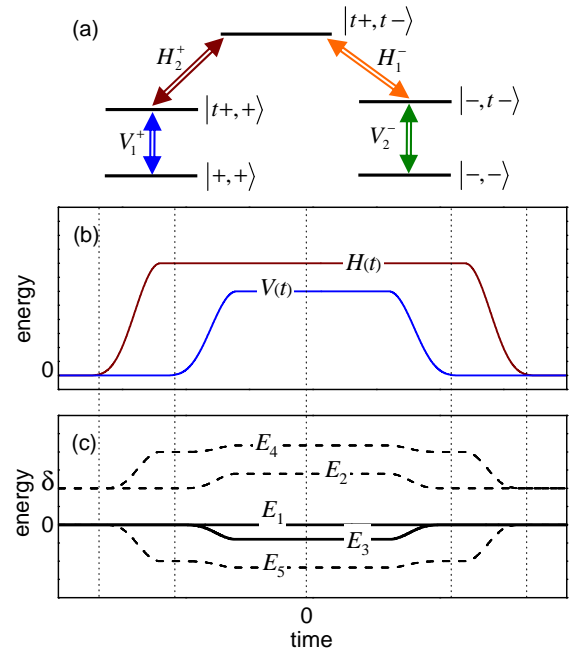 (a)
|t+,t−⟩
H₂⁺
H₁⁻
|t+,+⟩
|−,t−⟩
V₁⁺
V₂⁻
|+,+⟩
|−,−⟩
(b)
H(t)
V(t)
energy
0
(c)
E₄
E₂
energy
δ
E₁
0
E₃
E₅
0
time